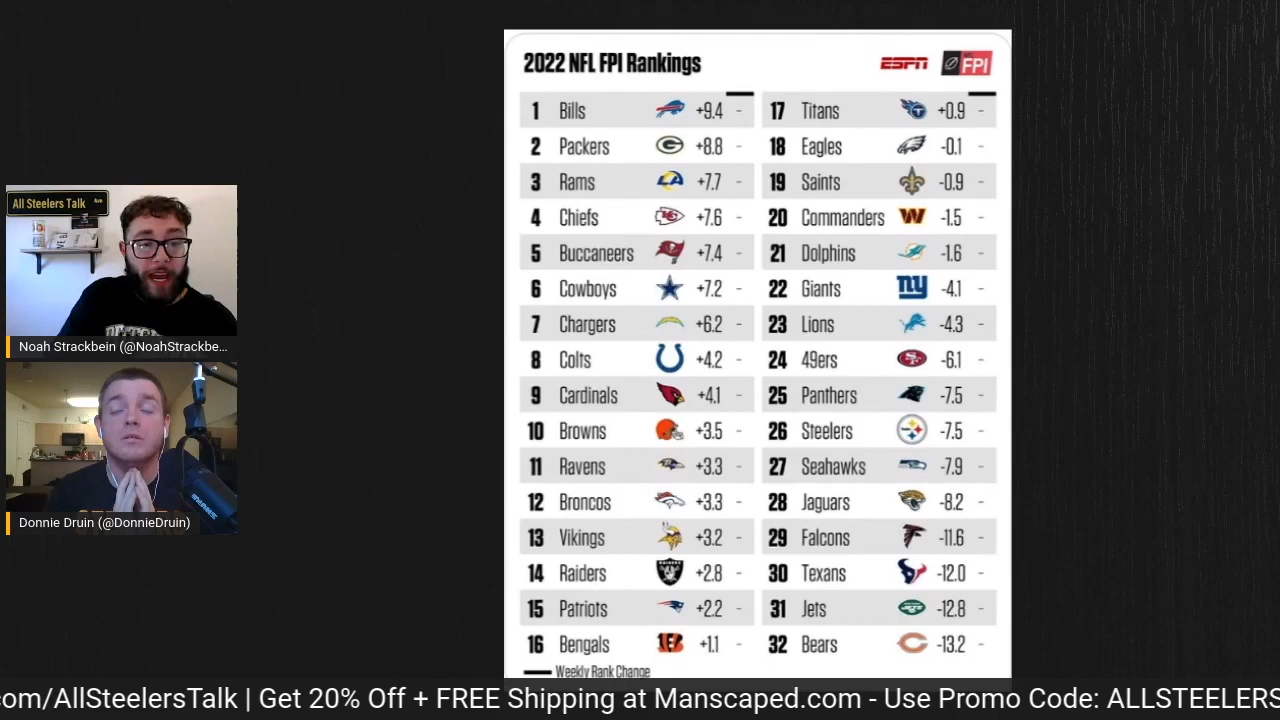 2022 NFL FPI Rankings
ESPN
NFL
FPI
1 Bills +9.4 -
2 Packers +8.8 -
3 Rams +7.7 -
4 Chiefs +7.6 -
5 Buccaneers +7.4 -
6 Cowboys +7.2 -
7 Chargers +6.2 -
8 Colts +4.2 -
9 Cardinals +4.1 -
10 Browns +3.5 -
11 Ravens +3.3 -
12 Broncos +3.3 -
13 Vikings +3.2 -
14 Raiders +2.8 -
15 Patriots +2.2 -
16 Bengals +1.1 -
17 Titans +0.9 -
18 Eagles -0.1 -
19 Saints -0.9 -
20 Commanders -1.5 -
21 Dolphins -1.6 -
22 Giants -4.1 -
23 Lions -4.3 -
24 49ers -6.1 -
25 Panthers -7.5 -
26 Steelers -7.5 -
27 Seahawks -7.9 -
28 Jaguars -8.2 -
29 Falcons -11.6 -
30 Texans -12.0 -
31 Jets -12.8 -
32 Bears -13.2 -
Weekly Rank Change
All Steelers Talk
Noah Strackbein (@NoahStrackbe...
Donnie Druin (@DonnieDruin)
com/AllSteelersTalk | Get 20% Off + FREE Shipping at Manscaped.com - Use Promo Code: ALLSTEELERS